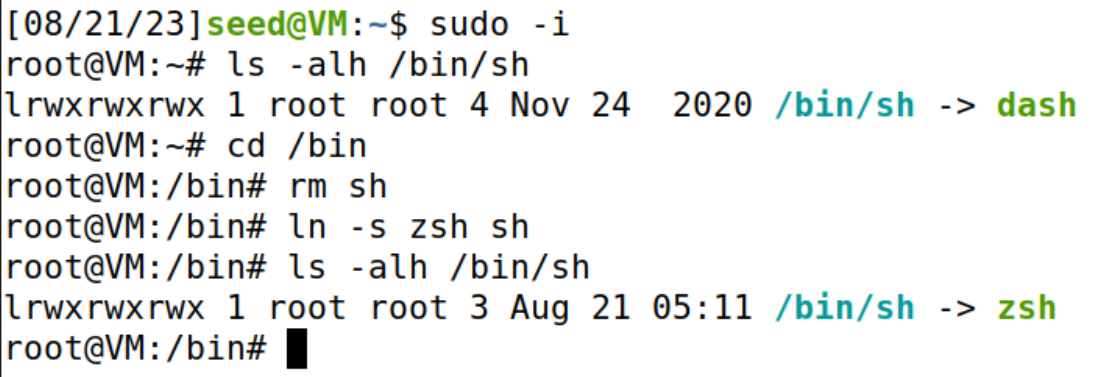 [08/21/23]seed@VM:~$ sudo -i
root@VM:~# ls -alh /bin/sh
lrwxrwxrwx 1 root root 4 Nov 24  2020 /bin/sh -> dash
root@VM:~# cd /bin
root@VM:/bin# rm sh
root@VM:/bin# ln -s zsh sh
root@VM:/bin# ls -alh /bin/sh
lrwxrwxrwx 1 root root 3 Aug 21 05:11 /bin/sh -> zsh
root@VM:/bin#